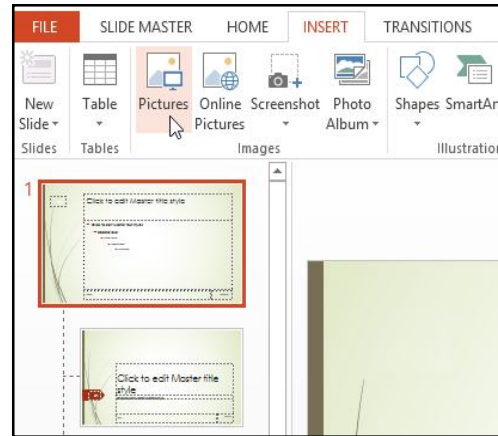 FILE SLIDE MASTER HOME INSERT TRANSITIONS
New Slide Table Pictures Online Pictures Screenshot Photo Album Shapes SmartAr
Slides Tables Images Illustration
1
Click to edit Master title style
Click to edit Master title
style